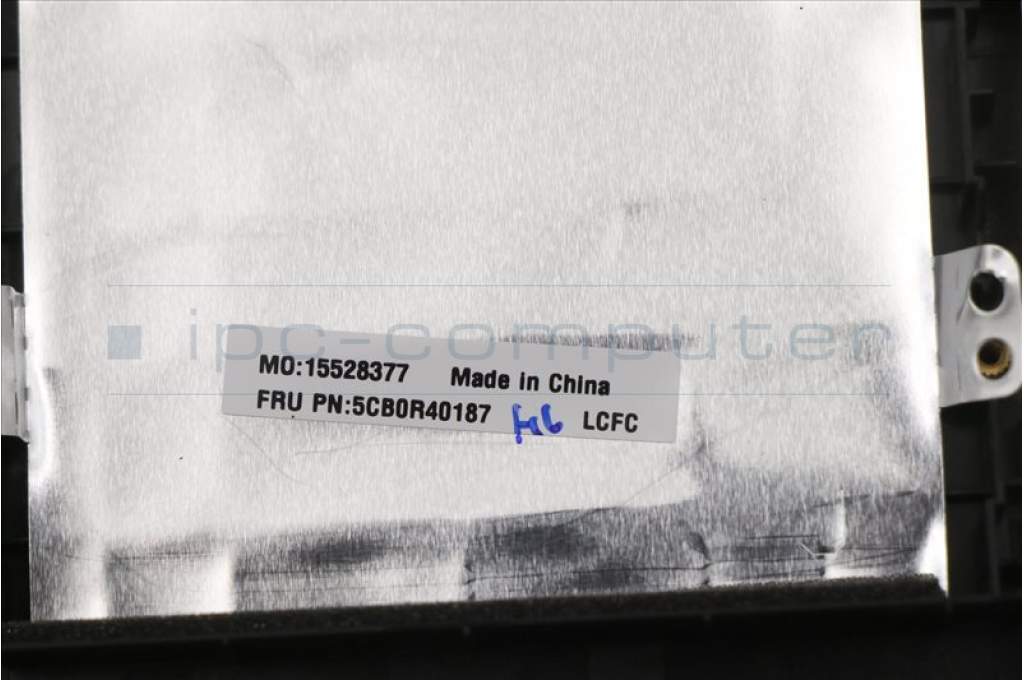 ipc-computer
MO:15528377 Made in China
FRU PN:5CB0R40187 LCFC